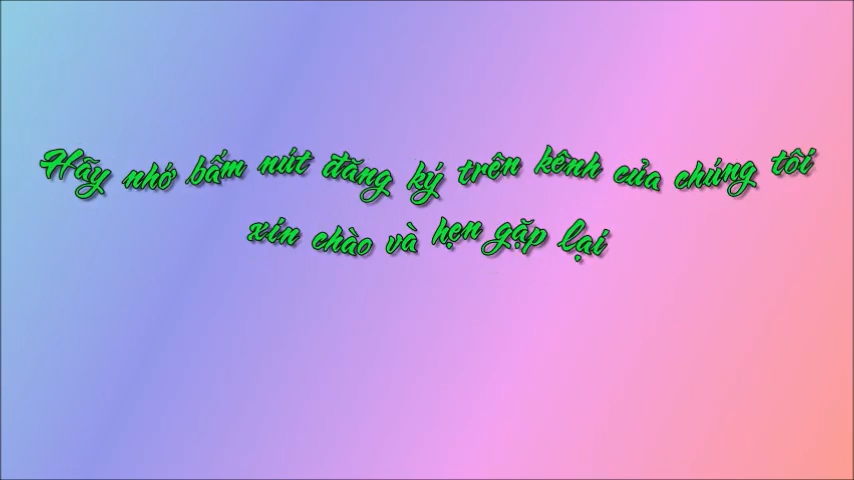 Hãy nhớ bấm nút đăng ký trên kênh của chúng tôi
xin chào và hẹn gặp lại